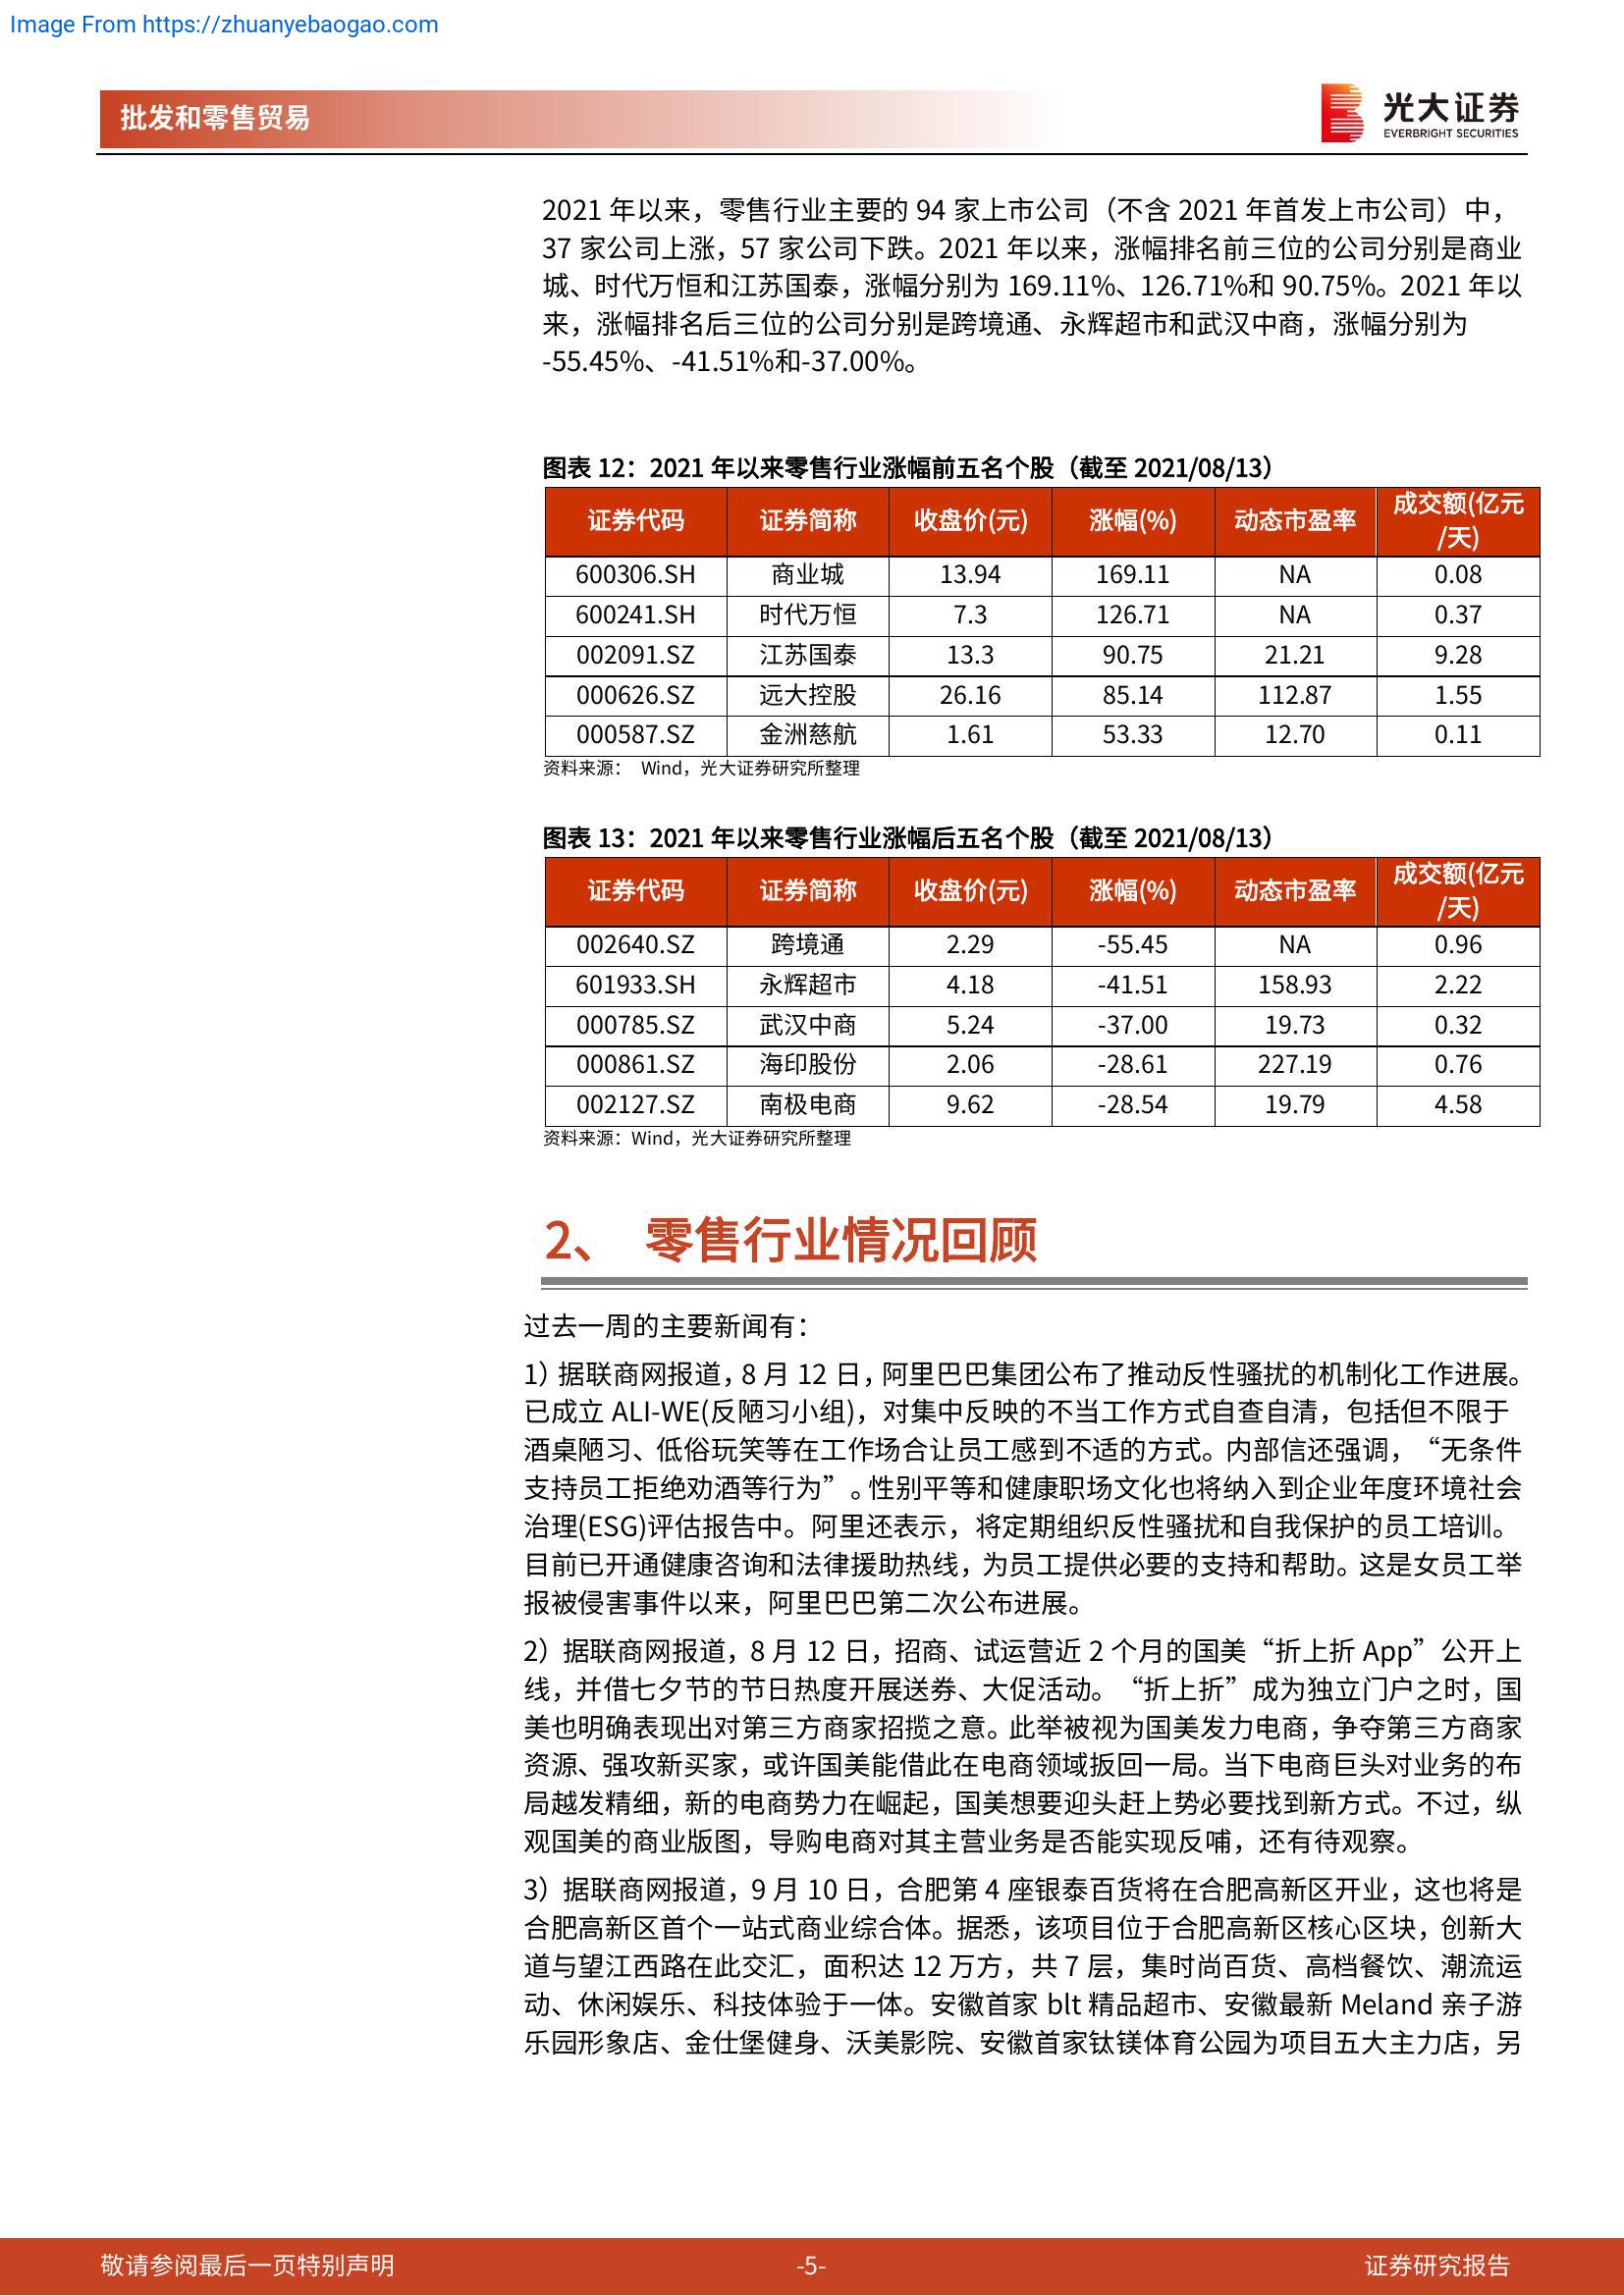 Image From https://zhuanyebaogao.com
批发和零售贸易
光大证券
EVERBRIGHT SECURITIES
2021 年以来，零售行业主要的 94 家上市公司（不含 2021 年首发上市公司）中，
37 家公司上涨，57 家公司下跌。2021 年以来，涨幅排名前三位的公司分别是商业
城、时代万恒和江苏国泰，涨幅分别为 169.11%、126.71%和 90.75%。2021 年以
来，涨幅排名后三位的公司分别是跨境通、永辉超市和武汉中商，涨幅分别为
-55.45%、-41.51%和-37.00%。
图表 12：2021 年以来零售行业涨幅前五名个股（截至 2021/08/13）
证券代码 证券简称 收盘价(元) 涨幅(%) 动态市盈率 成交额(亿元
/天)
600306.SH 商业城 13.94 169.11 NA 0.08
600241.SH 时代万恒 7.3 126.71 NA 0.37
002091.SZ 江苏国泰 13.3 90.75 21.21 9.28
000626.SZ 远大控股 26.16 85.14 112.87 1.55
000587.SZ 金洲慈航 1.61 53.33 12.70 0.11
资料来源： Wind，光大证券研究所整理
图表 13：2021 年以来零售行业涨幅后五名个股（截至 2021/08/13）
证券代码 证券简称 收盘价(元) 涨幅(%) 动态市盈率 成交额(亿元
/天)
002640.SZ 跨境通 2.29 -55.45 NA 0.96
601933.SH 永辉超市 4.18 -41.51 158.93 2.22
000785.SZ 武汉中商 5.24 -37.00 19.73 0.32
000861.SZ 海印股份 2.06 -28.61 227.19 0.76
002127.SZ 南极电商 9.62 -28.54 19.79 4.58
资料来源：Wind，光大证券研究所整理
2、 零售行业情况回顾
过去一周的主要新闻有：
1）据联商网报道，8 月 12 日，阿里巴巴集团公布了推动反性骚扰的机制化工作进展。
已成立 ALI-WE(反陋习小组)，对集中反映的不当工作方式自查自清，包括但不限于
酒桌陋习、低俗玩笑等在工作场合让员工感到不适的方式。内部信还强调，“无条件
支持员工拒绝劝酒等行为”。性别平等和健康职场文化也将纳入到企业年度环境社会
治理(ESG)评估报告中。阿里还表示，将定期组织反性骚扰和自我保护的员工培训。
目前已开通健康咨询和法律援助热线，为员工提供必要的支持和帮助。这是女员工举
报被侵害事件以来，阿里巴巴第二次公布进展。
2）据联商网报道，8 月 12 日，招商、试运营近 2 个月的国美“折上折 App”公开上
线，并借七夕节的节日热度开展送券、大促活动。“折上折”成为独立门户之时，国
美也明确表现出对第三方商家招揽之意。此举被视为国美发力电商，争夺第三方商家
资源、强攻新买家，或许国美能借此在电商领域扳回一局。当下电商巨头对业务的布
局越发精细，新的电商势力在崛起，国美想要迎头赶上势必要找到新方式。不过，纵
观国美的商业版图，导购电商对其主营业务是否能实现反哺，还有待观察。
3）据联商网报道，9 月 10 日，合肥第 4 座银泰百货将在合肥高新区开业，这也将是
合肥高新区首个一站式商业综合体。据悉，该项目位于合肥高新区核心区块，创新大
道与望江西路在此交汇，面积达 12 万方，共 7 层，集时尚百货、高档餐饮、潮流运
动、休闲娱乐、科技体验于一体。安徽首家 blt 精品超市、安徽最新 Meland 亲子游
乐园形象店、金仕堡健身、沃美影院、安徽首家钛镁体育公园为项目五大主力店，另
敬请参阅最后一页特别声明 -5- 证券研究报告